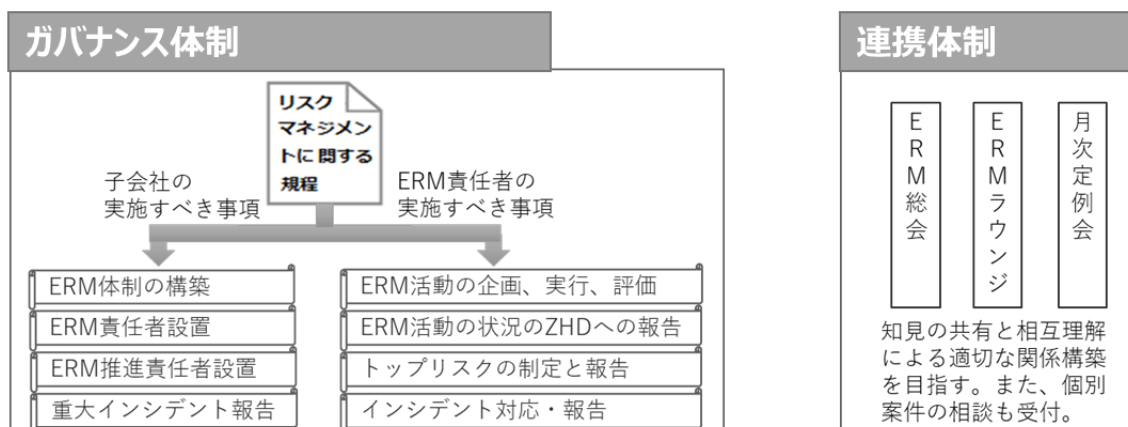 ガバナンス体制
リスク
マネジメン
トに関する
規程
子会社の
実施すべき事項
ERM責任者の
実施すべき事項
ERM体制の構築
ERM責任者設置
ERM推進責任者設置
重大インシデント報告
ERM活動の企画、実行、評価
ERM活動の状況のZHDへの報告
トップリスクの制定と報告
インシデント対応・報告
連携体制
ERM総会
ERMラウンジ
月次定例会
知見の共有と相互理解
による適切な関係構築
を目指す。また、個別
案件の相談も受付。